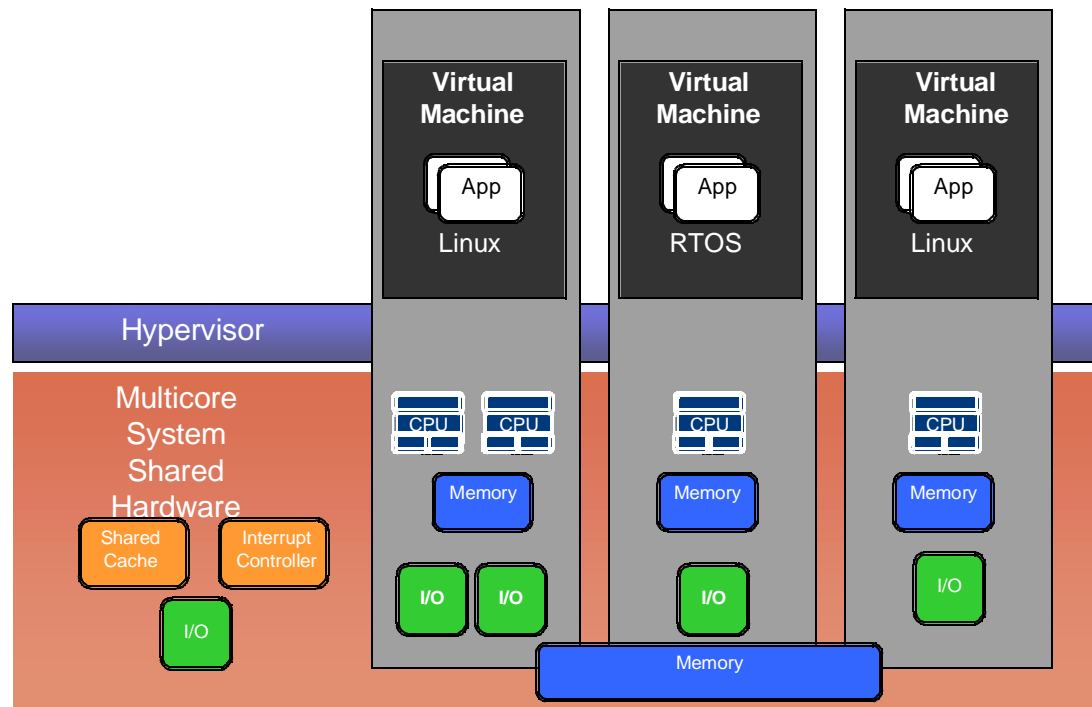 Virtual
Machine
App
Linux
Virtual
Machine
App
RTOS
Virtual
Machine
App
Linux
Hypervisor
Multicore
System
Shared
Hardware
Shared
Cache
Interrupt
Controller
I/O
CPU
CPU
Memory
I/O
I/O
CPU
Memory
I/O
CPU
Memory
I/O
Memory